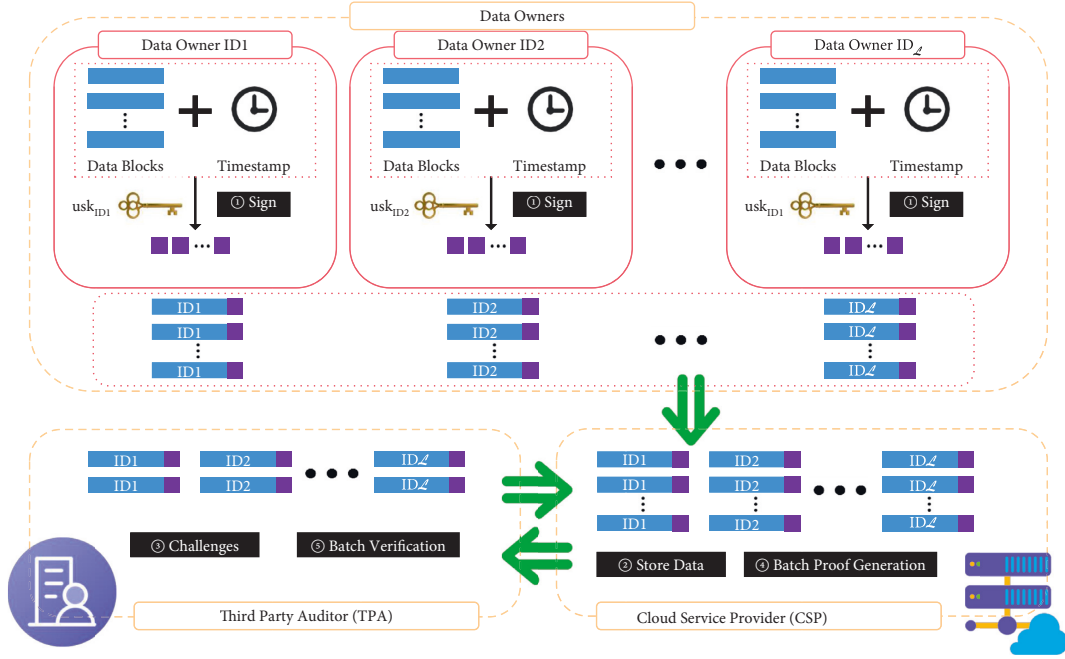 Data Owners
Data Owner ID1
Data Owner ID2
Data Owner ID𝓛
Data Blocks Timestamp
Data Blocks Timestamp
Data Blocks Timestamp
usk_ID1 ① Sign
usk_ID2 ① Sign
usk_ID1 ① Sign
ID1 ID2 ID𝓛
ID1 ID2 ID𝓛
ID1 ID2 ID𝓛
ID1 ID2 ID𝓛
ID1 ID2 ID𝓛
③ Challenges ⑤ Batch Verification
Third Party Auditor (TPA)
ID1 ID2 ID𝓛
ID1 ID2 ID𝓛
ID1 ID2 ID𝓛
② Store Data ④ Batch Proof Generation
Cloud Service Provider (CSP)